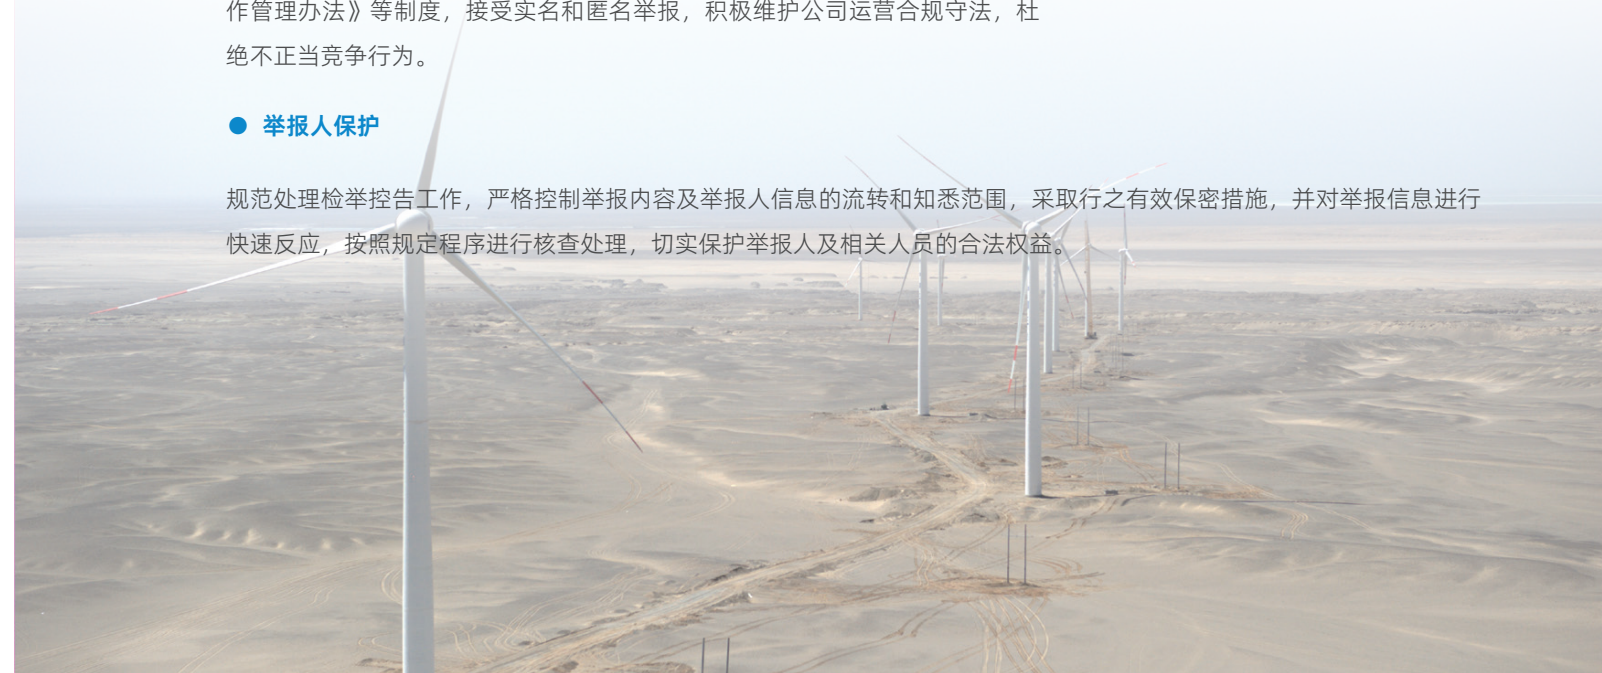 作管理办法》等制度，接受实名和匿名举报，积极维护公司运营合规守法，杜
绝不正当竞争行为。
● 举报人保护
规范处理检举控告工作，严格控制举报内容及举报人信息的流转和知悉范围，采取行之有效保密措施，并对举报信息进行
快速反应，按照规定程序进行核查处理，切实保护举报人及相关人员的合法权益。